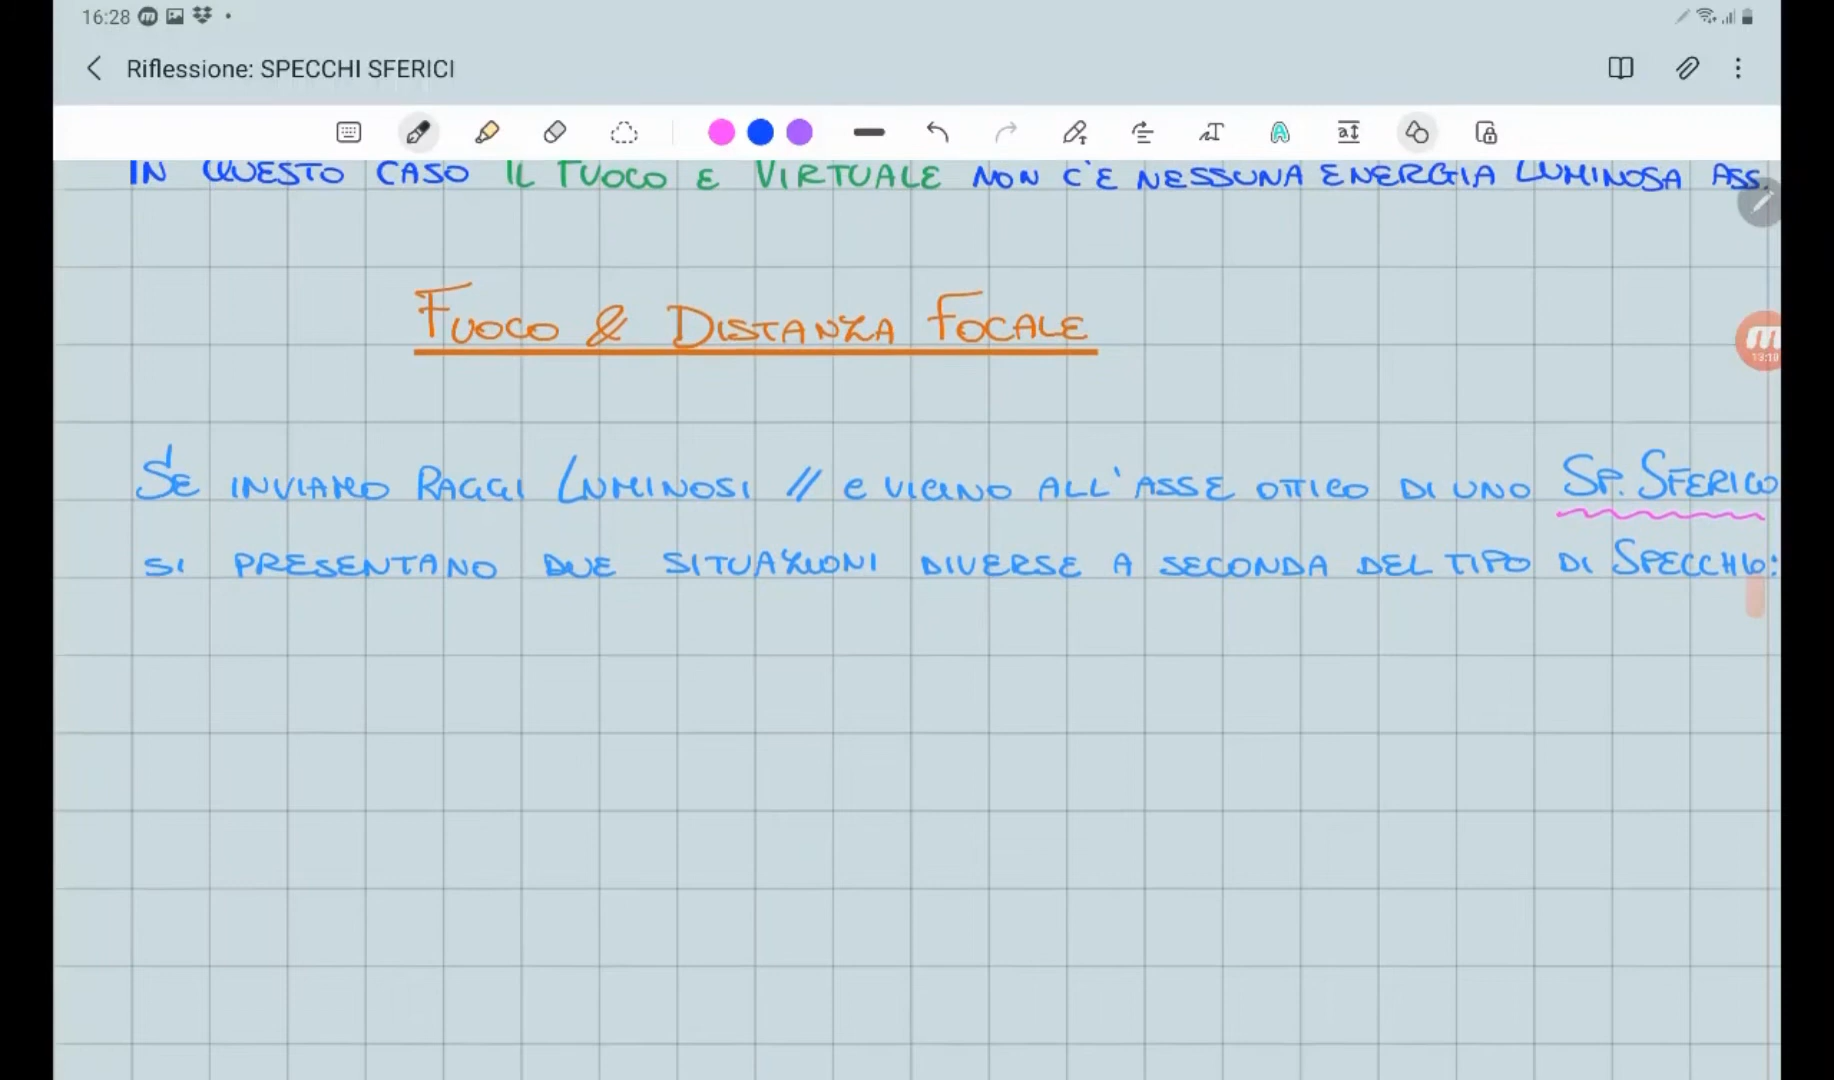 16:28
Riflessione: SPECCHI SFERICI
IN QUESTO CASO IL FUOCO E VIRTUALE NON C'E NESSUNA ENERGIA LUMINOSA ASS.
FUOCO & DISTANZA FOCALE
SE INVIAMO RAGGI LUMINOSI // E VICINO ALL'ASSE OTTICO DI UNO SP. SFERICO
SI PRESENTANO DUE SITUAZIONI DIVERSE A SECONDA DEL TIPO DI SPECCHIO: